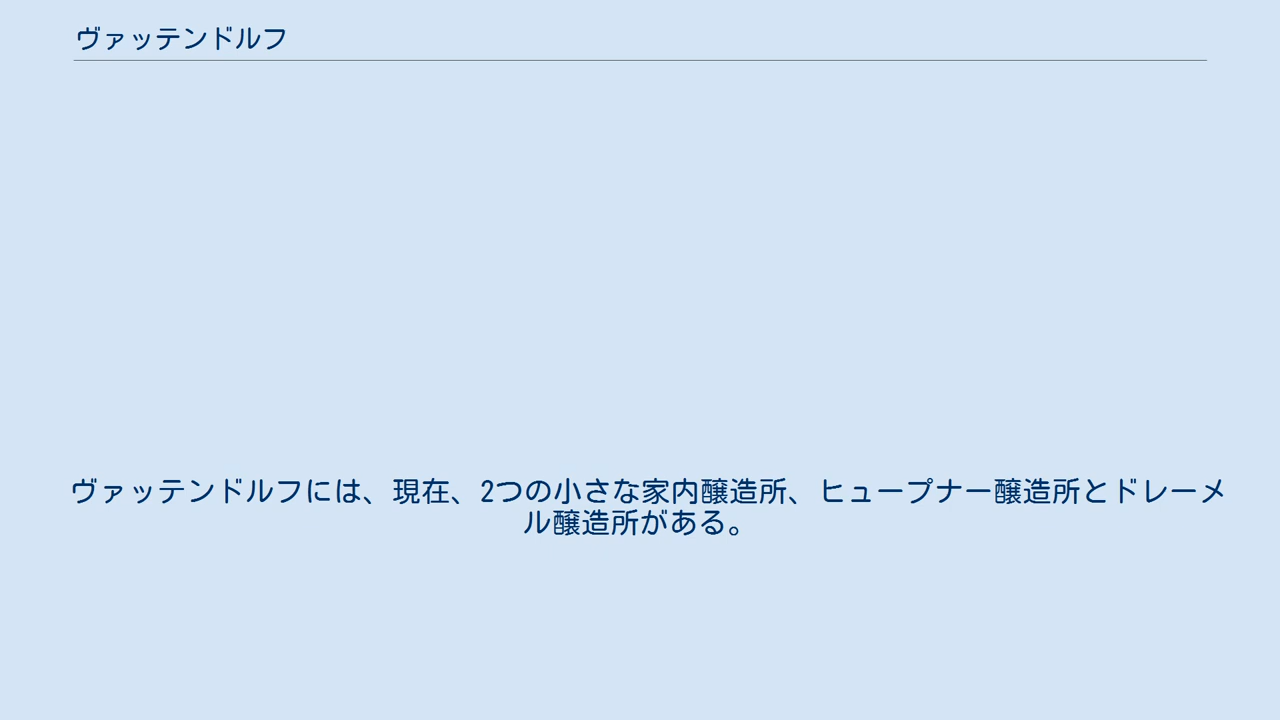 ヴァッテンドルフ
ヴァッテンドルフには、現在、2つの小さな家内醸造所、ヒュープナー醸造所とドレーメ
ル醸造所がある。